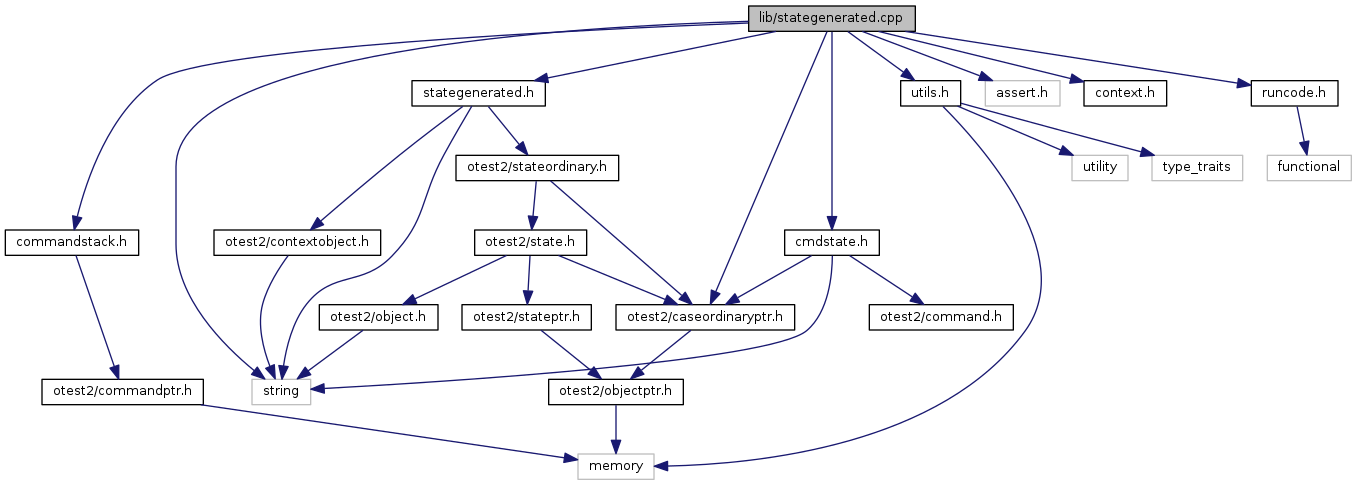 lib/stategenerated.cpp
stategenerated.h
utils.h
assert.h
context.h
runcode.h
otest2/stateordinary.h
utility
type_traits
functional
commandstack.h
otest2/contextobject.h
otest2/state.h
cmdstate.h
otest2/object.h
otest2/stateptr.h
otest2/caseordinaryptr.h
otest2/command.h
otest2/commandptr.h
string
otest2/objectptr.h
memory